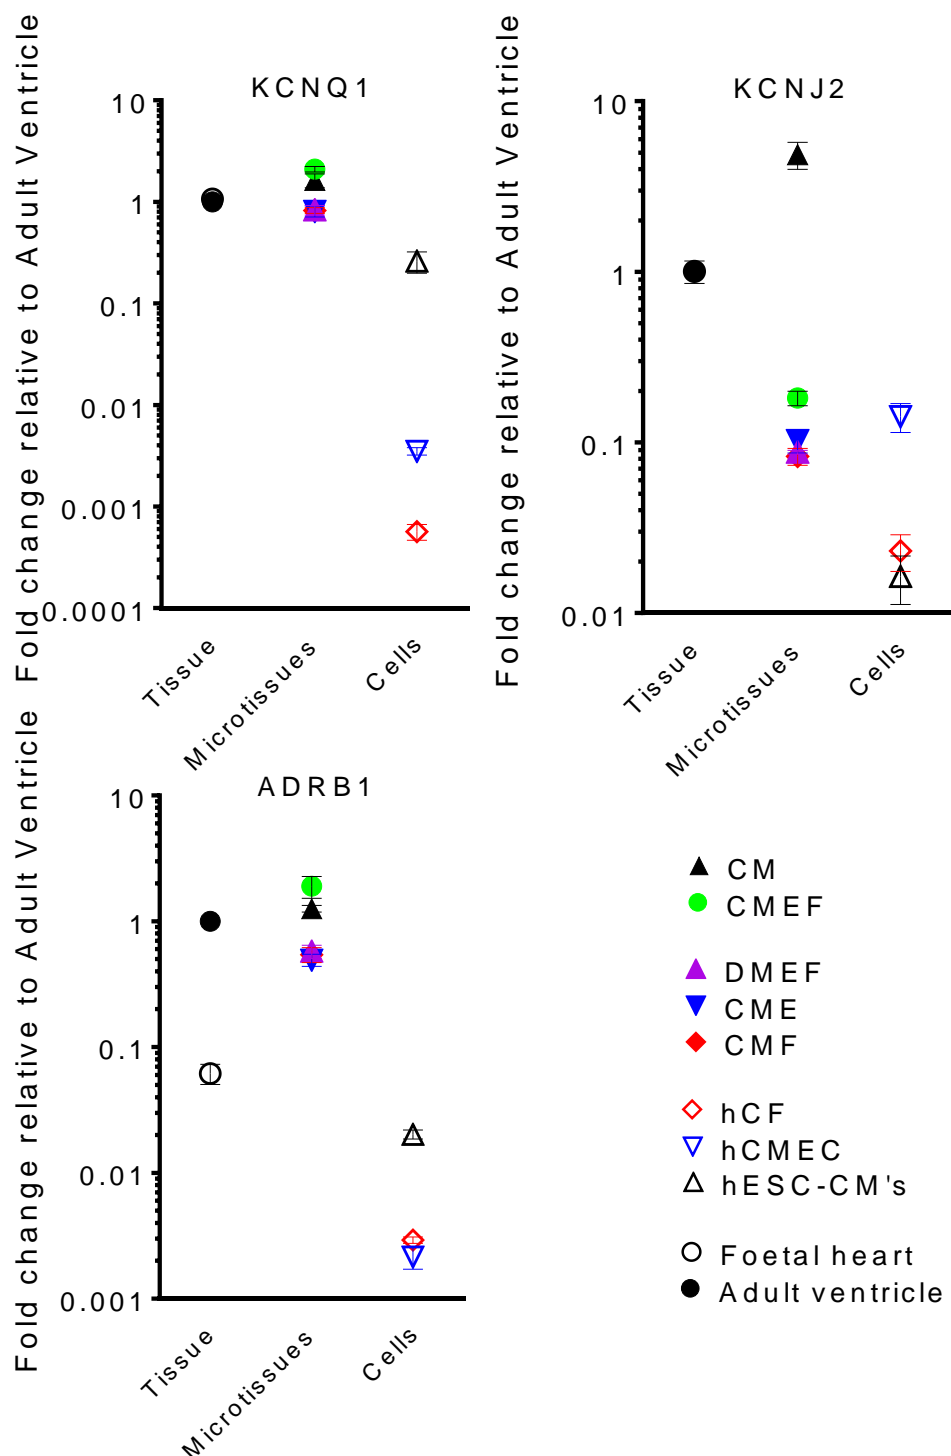 KCNQ1
Fold change relative to Adult Ventricle
10
1
0.1
0.01
0.001
0.0001
Tissue
Microtissues
Cells
KCNJ2
Fold change relative to Adult Ventricle
10
1
0.1
0.01
Tissue
Microtissues
Cells
ADRB1
Fold change relative to Adult Ventricle
10
1
0.1
0.01
0.001
Tissue
Microtissues
Cells
CM
CMEF
DMEF
CME
CMF
hCF
hCMEC
hESC-CM's
Foetal heart
Adult ventricle